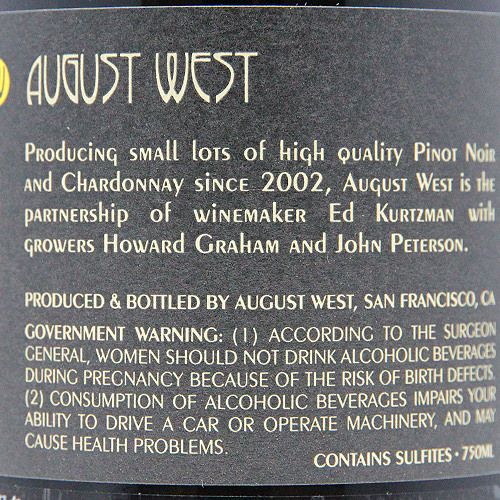 AUGUST WEST
Producing small lots of high quality Pinot Noir
and Chardonnay since 2002, August West is the
partnership of winemaker Ed Kurtzman with
growers Howard Graham and John Peterson.
PRODUCED & BOTTLED BY AUGUST WEST, SAN FRANCISCO, CA
GOVERNMENT WARNING: (1) ACCORDING TO THE SURGEON
GENERAL, WOMEN SHOULD NOT DRINK ALCOHOLIC BEVERAGES
DURING PREGNANCY BECAUSE OF THE RISK OF BIRTH DEFECTS.
(2) CONSUMPTION OF ALCOHOLIC BEVERAGES IMPAIRS YOUR
ABILITY TO DRIVE A CAR OR OPERATE MACHINERY, AND MAY
CAUSE HEALTH PROBLEMS.
CONTAINS SULFITES • 750ML